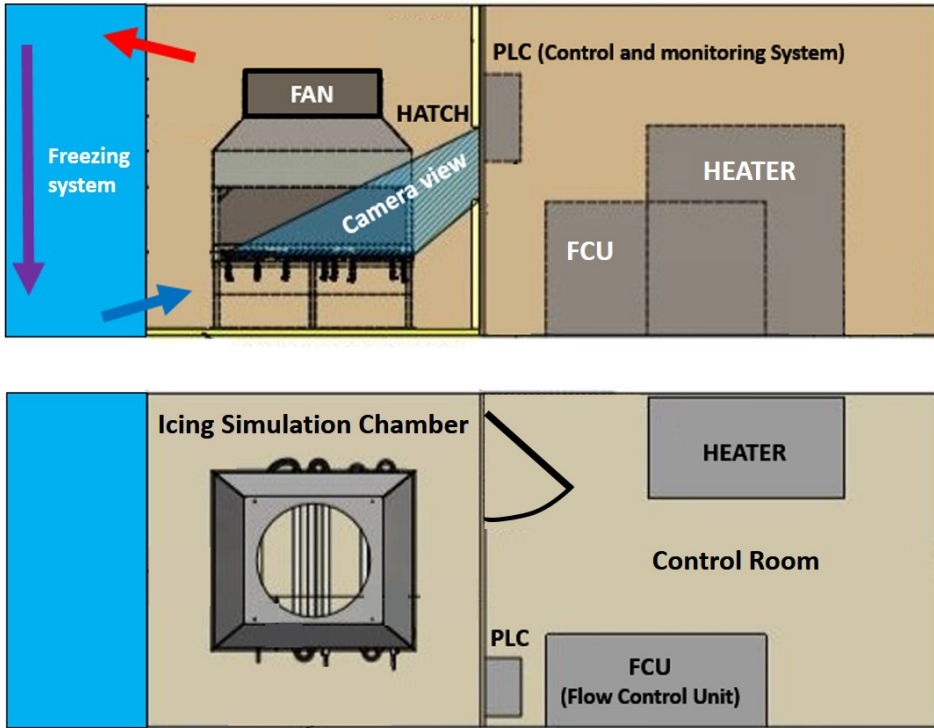 PLC (Control and monitoring System)
FAN
HATCH
Freezing
system
Camera view
HEATER
FCU
Icing Simulation Chamber
HEATER
Control Room
PLC
FCU
(Flow Control Unit)